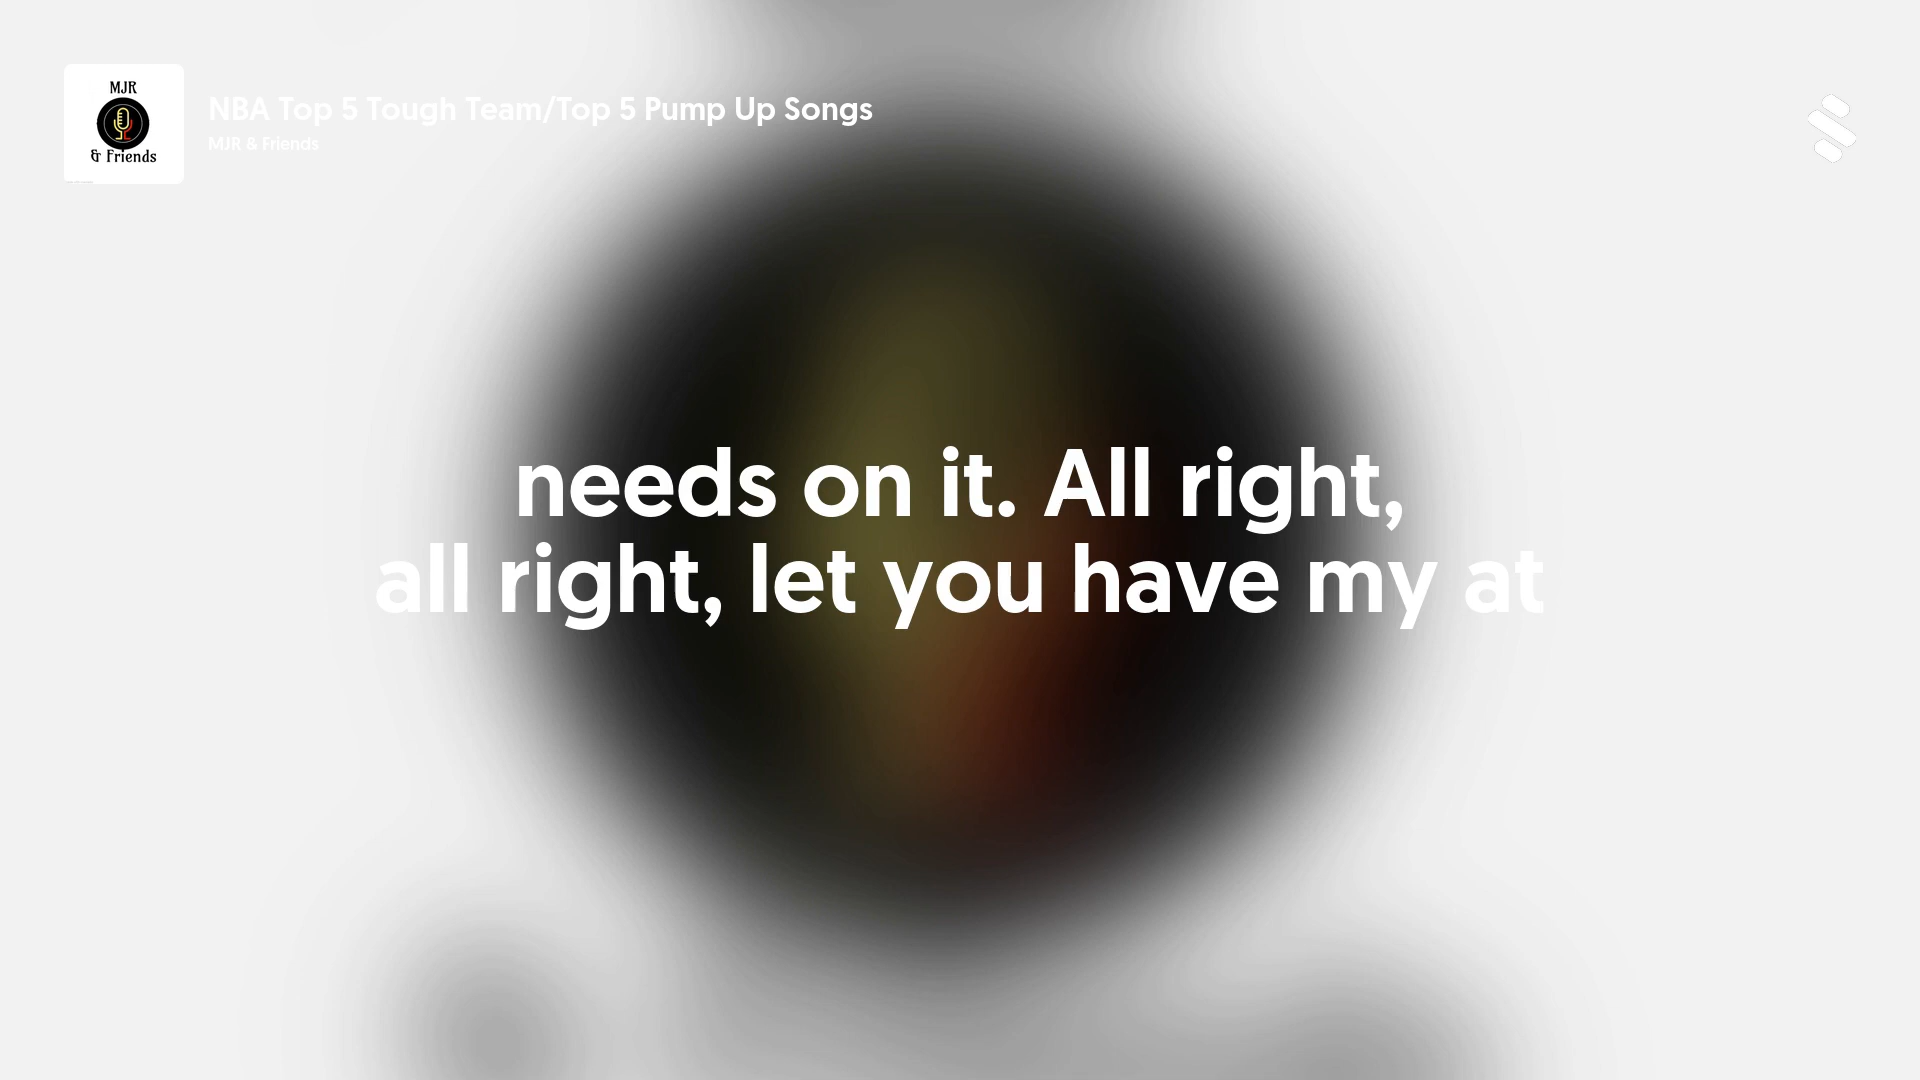 MJR
& Friends
NBA Top 5 Tough Team/Top 5 Pump Up Songs
MJR & Friends
needs on it. All right,
all right, let you have my at